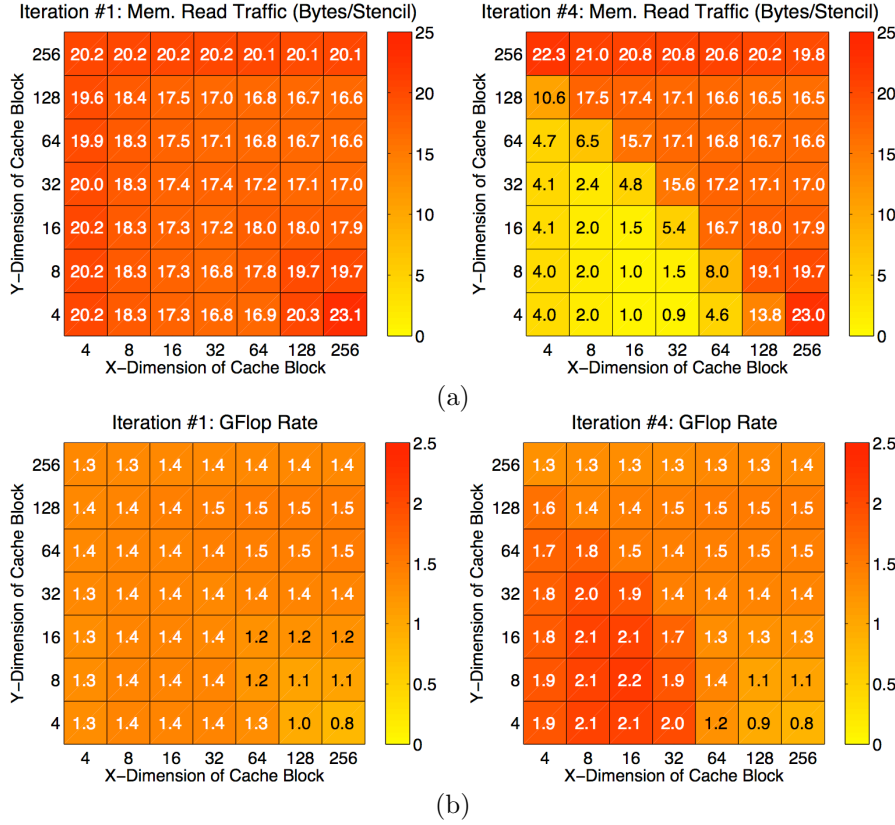 Iteration #1: Mem. Read Traffic (Bytes/Stencil)
Y-Dimension of Cache Block
256 20.2 20.2 20.2 20.2 20.1 20.1 20.1
128 19.6 18.4 17.5 17.0 16.8 16.7 16.6
64 19.9 18.3 17.5 17.1 16.8 16.7 16.6
32 20.0 18.3 17.4 17.4 17.2 17.1 17.0
16 20.2 18.3 17.3 17.2 18.0 18.0 17.9
8 20.2 18.3 17.3 16.8 17.8 19.7 19.7
4 20.2 18.3 17.3 16.8 16.9 20.3 23.1
4 8 16 32 64 128 256
X-Dimension of Cache Block
25
20
15
10
5
0
Iteration #4: Mem. Read Traffic (Bytes/Stencil)
Y-Dimension of Cache Block
256 22.3 21.0 20.8 20.8 20.6 20.2 19.8
128 10.6 17.5 17.4 17.1 16.6 16.5 16.5
64 4.7 6.5 15.7 17.1 16.8 16.7 16.6
32 4.1 2.4 4.8 15.6 17.2 17.1 17.0
16 4.1 2.0 1.5 5.4 16.7 18.0 17.9
8 4.0 2.0 1.0 1.5 8.0 19.1 19.7
4 4.0 2.0 1.0 0.9 4.6 13.8 23.0
4 8 16 32 64 128 256
X-Dimension of Cache Block
25
20
15
10
5
0
(a)
Iteration #1: GFlop Rate
Y-Dimension of Cache Block
256 1.3 1.3 1.4 1.4 1.4 1.4 1.4
128 1.4 1.4 1.4 1.5 1.5 1.5 1.5
64 1.4 1.4 1.4 1.4 1.5 1.5 1.5
32 1.3 1.4 1.4 1.4 1.4 1.4 1.4
16 1.3 1.4 1.4 1.4 1.2 1.2 1.2
8 1.3 1.4 1.4 1.4 1.2 1.1 1.1
4 1.3 1.4 1.4 1.4 1.3 1.0 0.8
4 8 16 32 64 128 256
X-Dimension of Cache Block
2.5
2
1.5
1
0.5
0
Iteration #4: GFlop Rate
Y-Dimension of Cache Block
256 1.3 1.3 1.3 1.3 1.3 1.3 1.4
128 1.6 1.4 1.4 1.5 1.5 1.5 1.5
64 1.7 1.8 1.5 1.4 1.5 1.5 1.5
32 1.8 2.0 1.9 1.4 1.4 1.4 1.4
16 1.8 2.1 2.1 1.7 1.3 1.3 1.3
8 1.9 2.1 2.2 1.9 1.4 1.1 1.1
4 1.9 2.1 2.1 2.0 1.2 0.9 0.8
4 8 16 32 64 128 256
X-Dimension of Cache Block
2.5
2
1.5
1
0.5
0
(b)